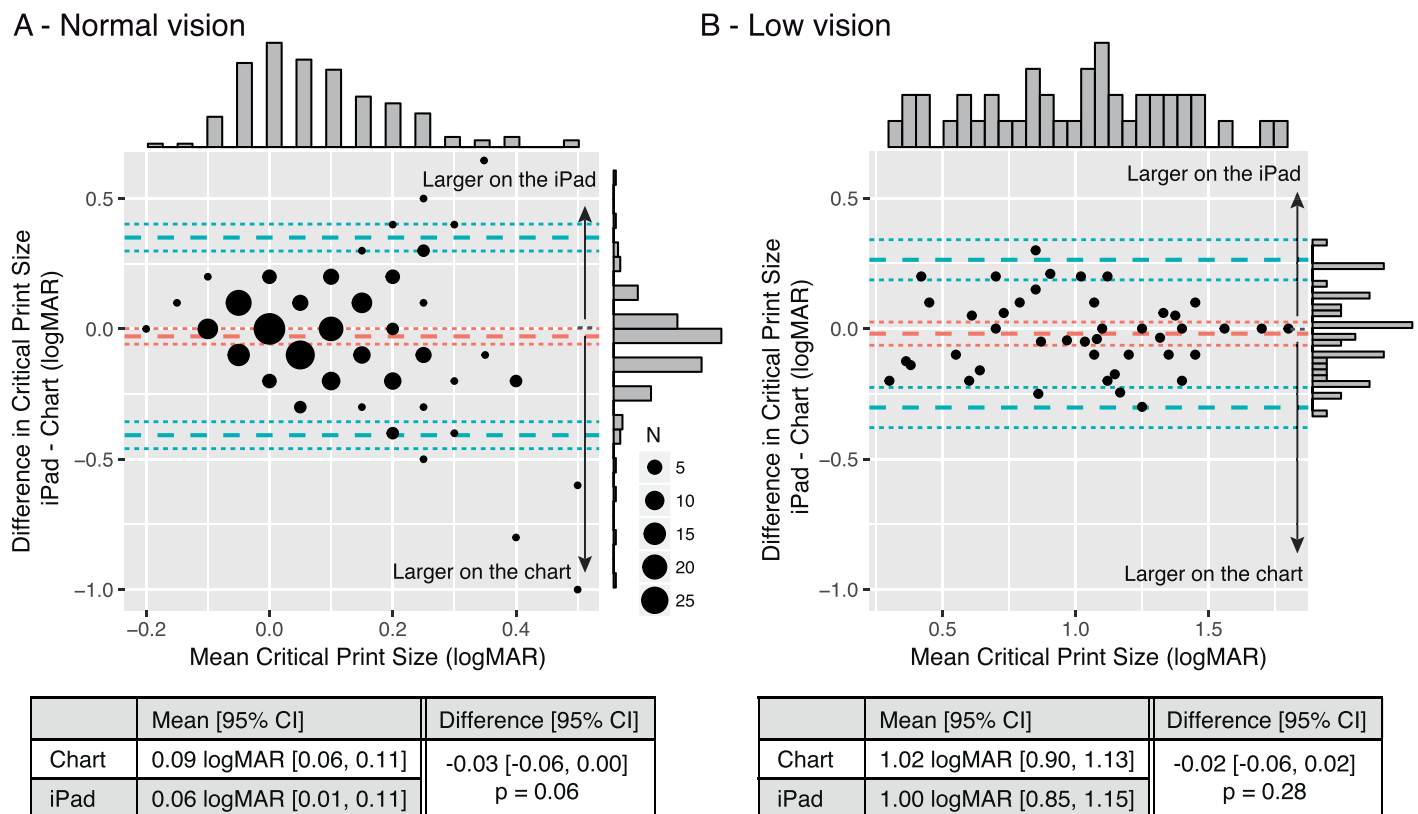 A - Normal vision
Larger on the iPad
0.5
0.0
−0.5
−1.0
Difference in Critical Print Size
iPad - Chart (logMAR)
Larger on the chart
N
5
10
15
20
25
−0.2
0.0
0.2
0.4
Mean Critical Print Size (logMAR)
Mean [95% CI]
Difference [95% CI]
Chart
0.09 logMAR [0.06, 0.11]
iPad
0.06 logMAR [0.01, 0.11]
-0.03 [-0.06, 0.00]
p = 0.06
B - Low vision
Larger on the iPad
0.5
0.0
−0.5
−1.0
Difference in Critical Print Size
iPad - Chart (logMAR)
Larger on the chart
0.5
1.0
1.5
Mean Critical Print Size (logMAR)
Mean [95% CI]
Difference [95% CI]
Chart
1.02 logMAR [0.90, 1.13]
iPad
1.00 logMAR [0.85, 1.15]
-0.02 [-0.06, 0.02]
p = 0.28